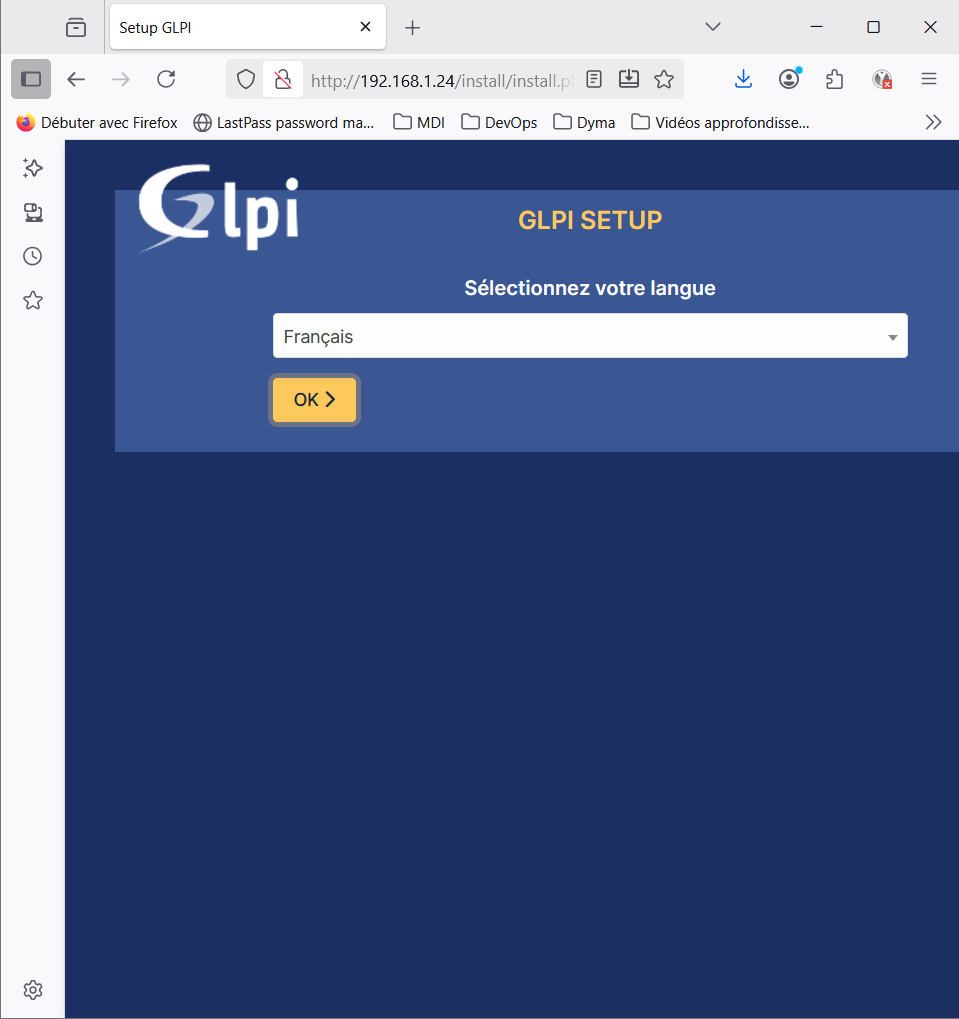 Setup GLPI
http://192.168.1.24/install/install.p
Débuter avec Firefox
LastPass password ma...
MDI
DevOps
Dyma
Vidéos approfondisse...
Glpi
GLPI SETUP
Sélectionnez votre langue
Français
OK